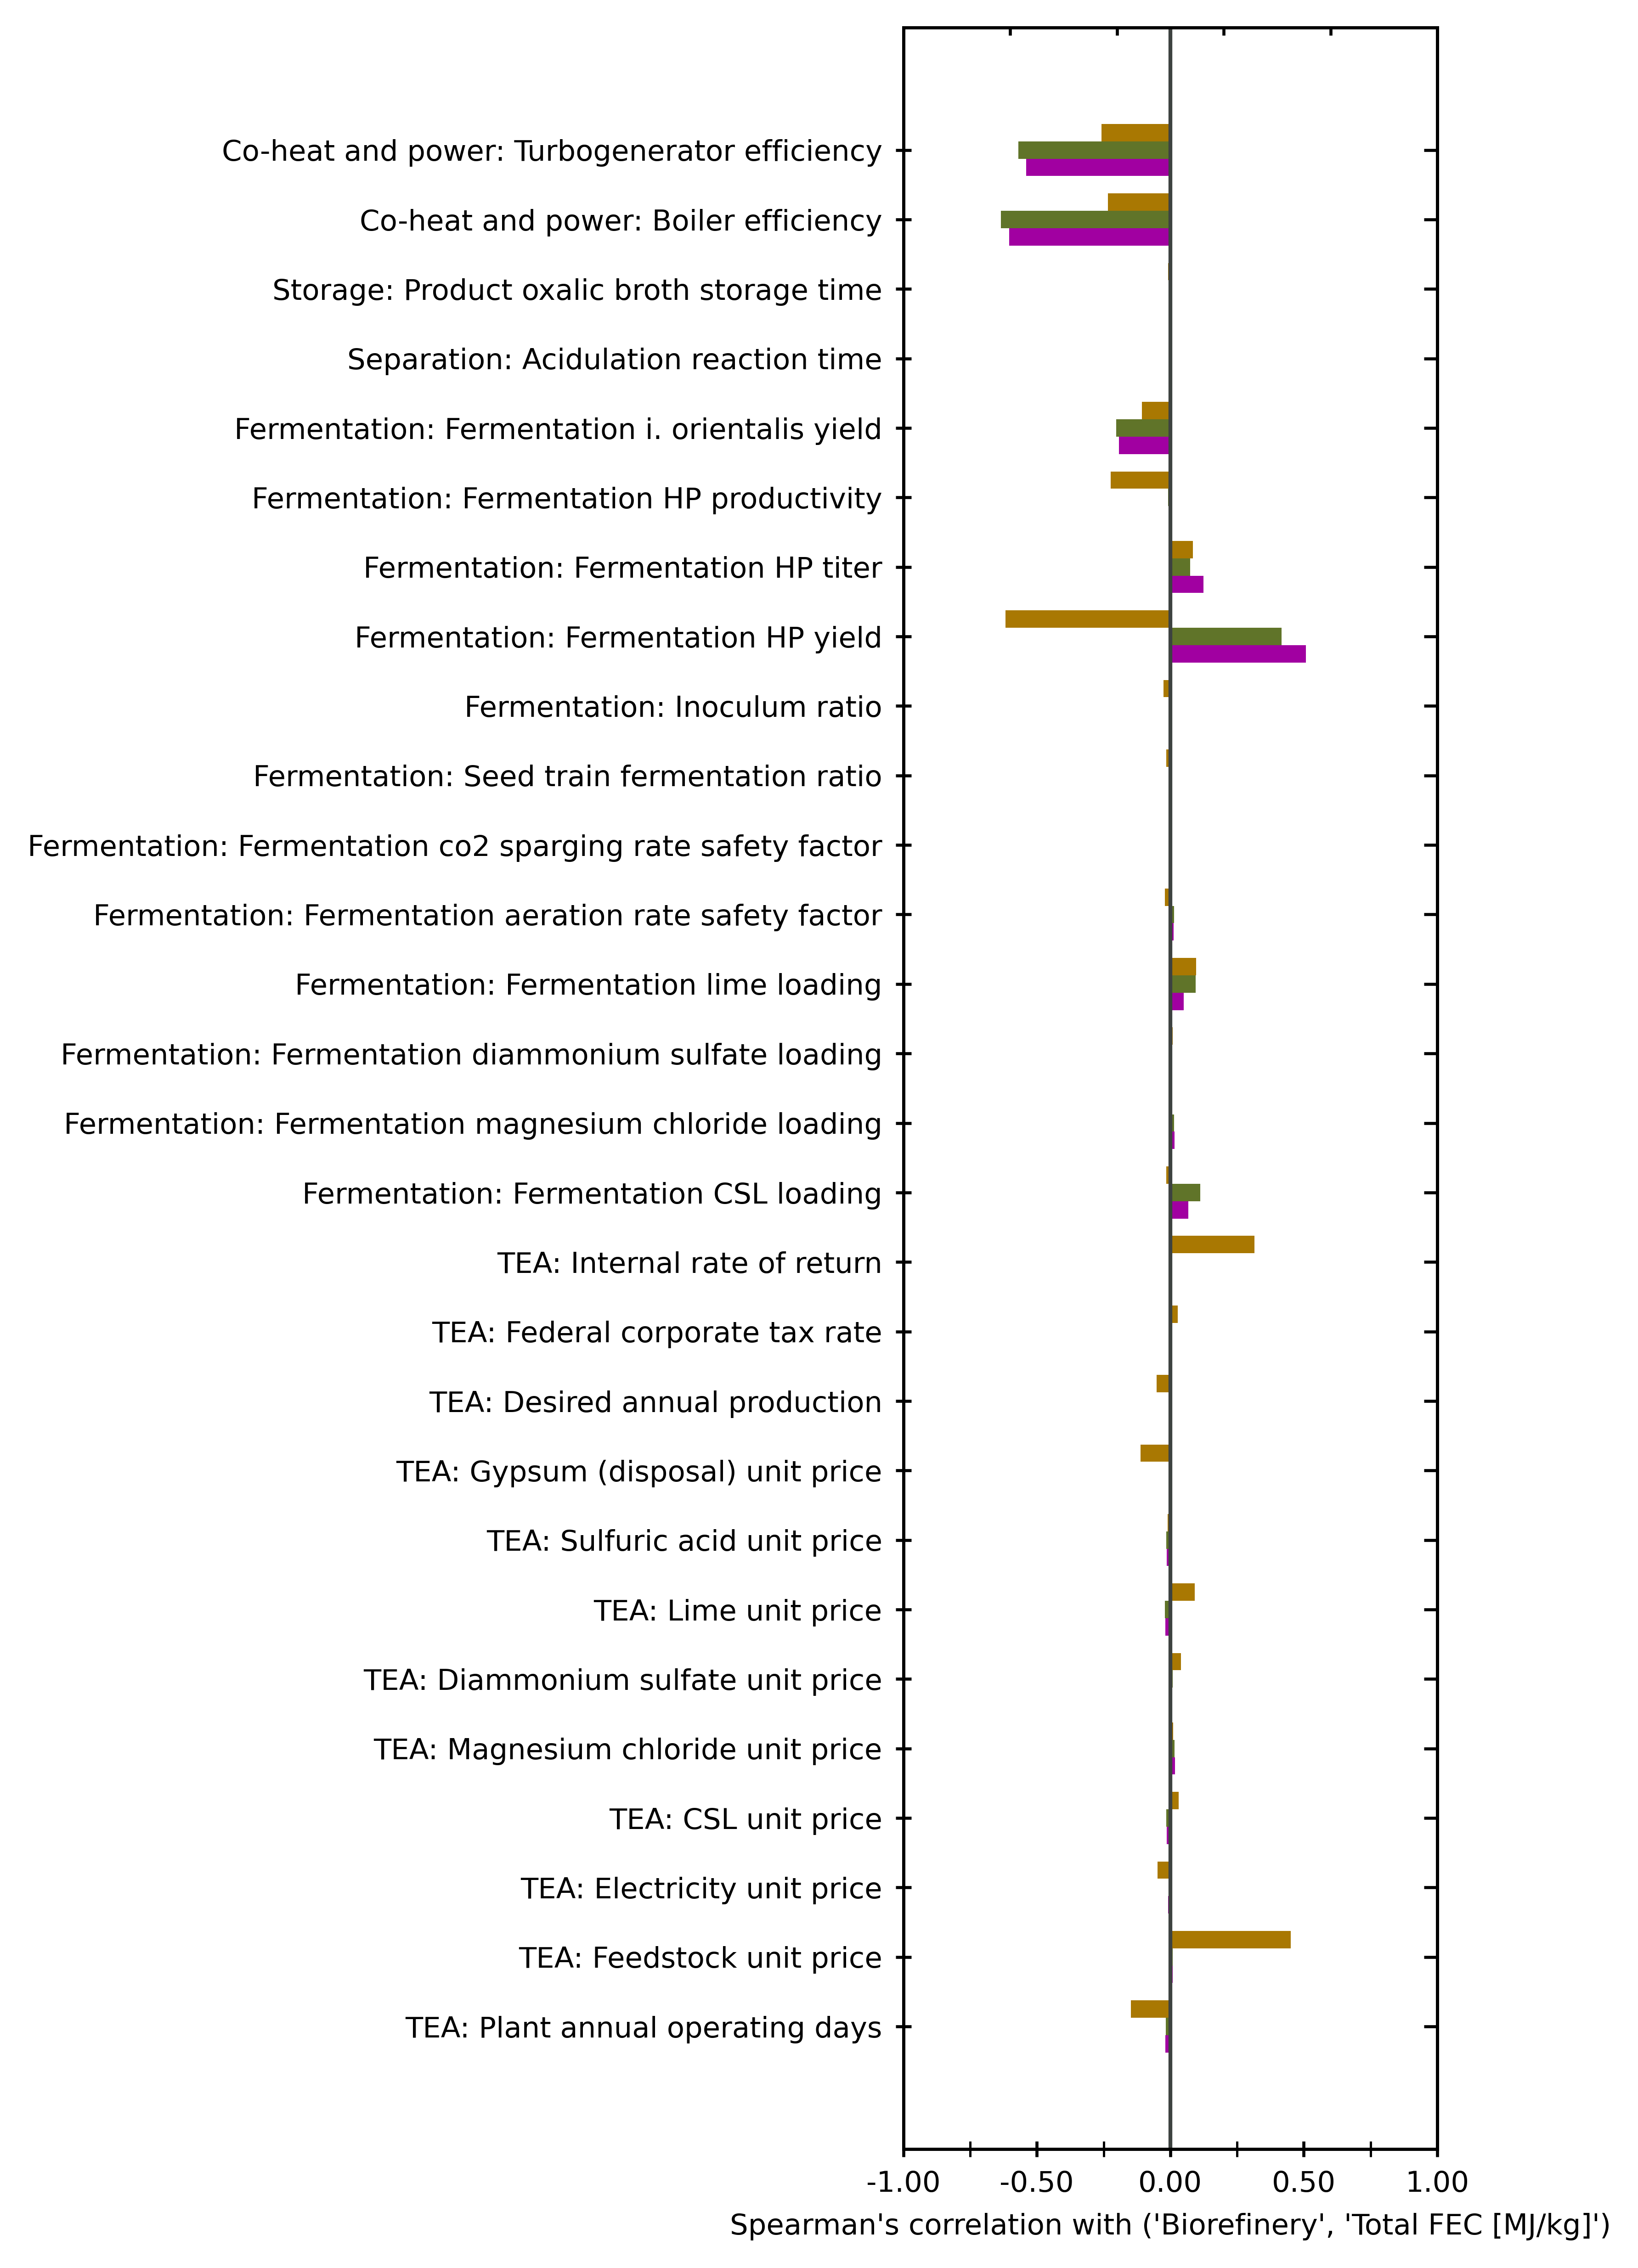 Co-heat and power: Turbogenerator efficiency
Co-heat and power: Boiler efficiency
Storage: Product oxalic broth storage time
Separation: Acidulation reaction time
Fermentation: Fermentation i. orientalis yield
Fermentation: Fermentation HP productivity
Fermentation: Fermentation HP titer
Fermentation: Fermentation HP yield
Fermentation: Inoculum ratio
Fermentation: Seed train fermentation ratio
Fermentation: Fermentation co2 sparging rate safety factor
Fermentation: Fermentation aeration rate safety factor
Fermentation: Fermentation lime loading
Fermentation: Fermentation diammonium sulfate loading
Fermentation: Fermentation magnesium chloride loading
Fermentation: Fermentation CSL loading
TEA: Internal rate of return
TEA: Federal corporate tax rate
TEA: Desired annual production
TEA: Gypsum (disposal) unit price
TEA: Sulfuric acid unit price
TEA: Lime unit price
TEA: Diammonium sulfate unit price
TEA: Magnesium chloride unit price
TEA: CSL unit price
TEA: Electricity unit price
TEA: Feedstock unit price
TEA: Plant annual operating days
-1.00 -0.50 0.00 0.50 1.00
Spearman's correlation with ('Biorefinery', 'Total FEC [MJ/kg]')